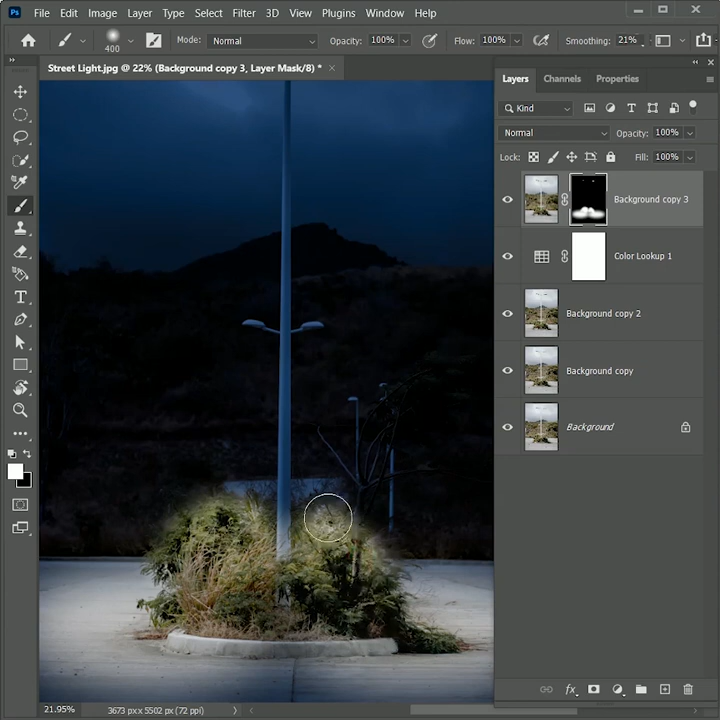 Ps File Edit Image Layer Type Select Filter 3D View Plugins Window Help
400 Mode: Normal Opacity: 100% Flow: 100% Smoothing: 21%
Street Light.jpg @ 22% (Background copy 3, Layer Mask/8) *
Layers Channels Properties
Kind
Normal Opacity: 100%
Lock: Fill: 100%
Background copy 3
Color Lookup 1
Background copy 2
Background copy
Background
21.95% 3673 px x 5502 px (72 ppi)
fx